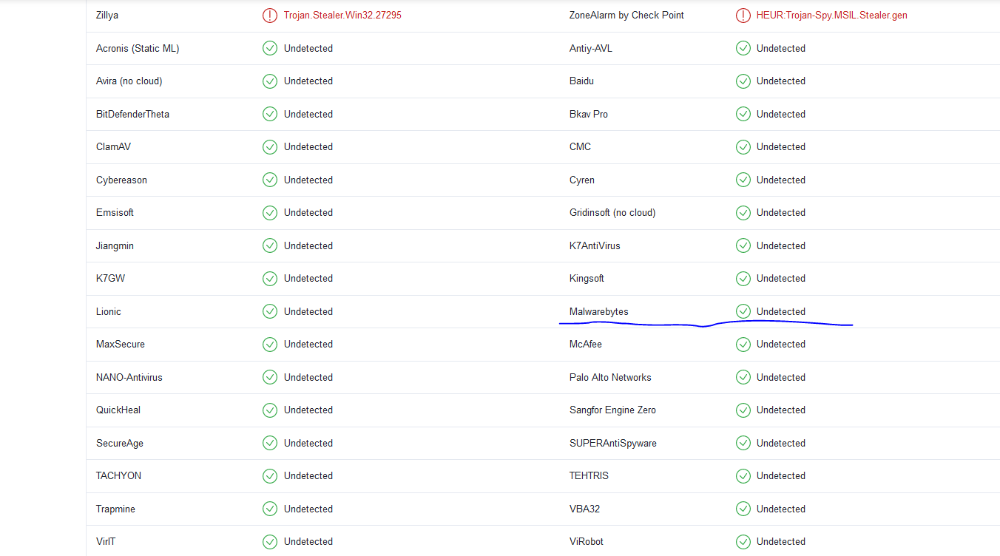 Zillya Trojan.Stealer.Win32.27295 ZoneAlarm by Check Point HEUR:Trojan-Spy.MSIL.Stealer.gen
Acronis (Static ML) Undetected Antiy-AVL Undetected
Avira (no cloud) Undetected Baidu Undetected
BitDefenderTheta Undetected Bkav Pro Undetected
ClamAV Undetected CMC Undetected
Cybereason Undetected Cyren Undetected
Emsisoft Undetected Gridinsoft (no cloud) Undetected
Jiangmin Undetected K7AntiVirus Undetected
K7GW Undetected Kingsoft Undetected
Lionic Undetected Malwarebytes Undetected
MaxSecure Undetected McAfee Undetected
NANO-Antivirus Undetected Palo Alto Networks Undetected
QuickHeal Undetected Sangfor Engine Zero Undetected
SecureAge Undetected SUPERAntiSpyware Undetected
TACHYON Undetected TEHTRIS Undetected
Trapmine Undetected VBA32 Undetected
VirIT Undetected ViRobot Undetected